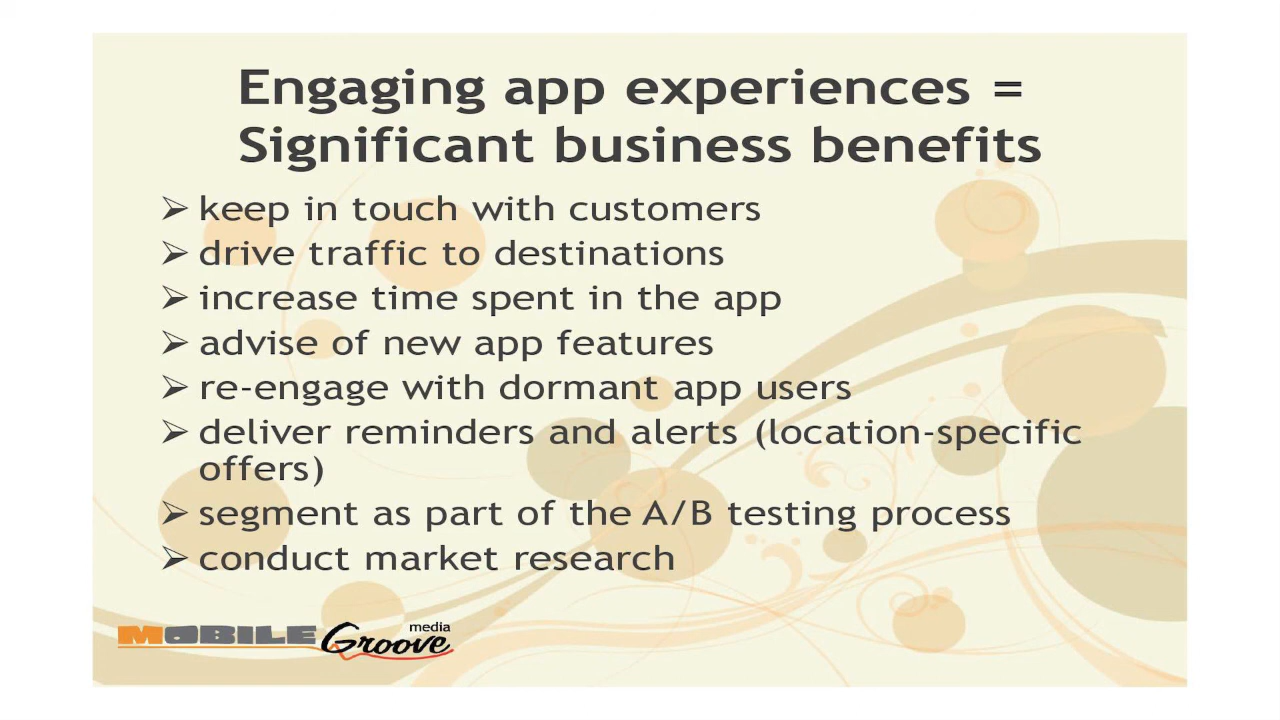 Engaging app experiences =
Significant business benefits
➢ keep in touch with customers
➢ drive traffic to destinations
➢ increase time spent in the app
➢ advise of new app features
➢ re-engage with dormant app users
➢ deliver reminders and alerts (location-specific
offers)
➢ segment as part of the A/B testing process
➢ conduct market research
MOBILE Groove media